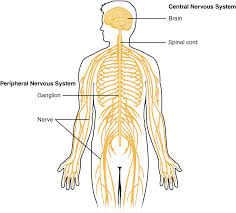 Central Nervous System
Brain
Spinal cord
Peripheral Nervous System
Ganglion
Nerve